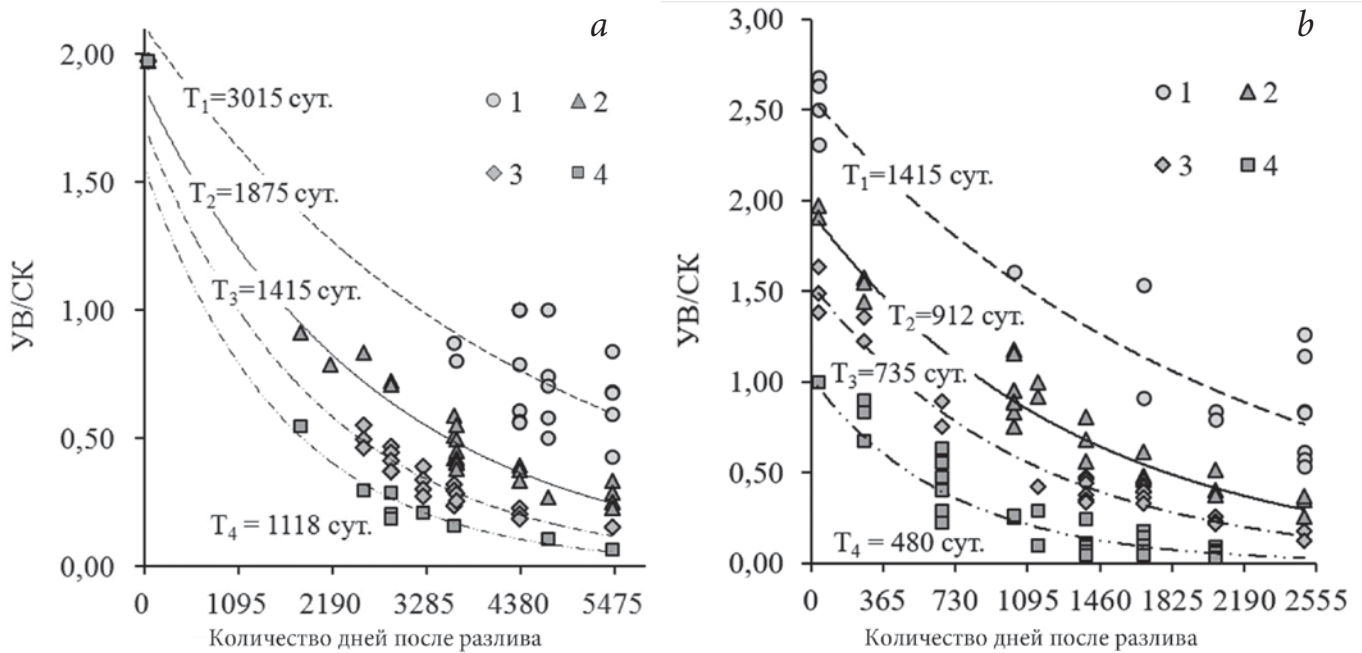 a
2,00
1,50
1,00
0,50
0,00
УВ/СК
T₁=3015 сут.
T₂=1875 сут.
T₃=1415 сут.
T₄ = 1118 сут.
1 2
3 4
0 1095 2190 3285 4380 5475
Количество дней после разлива
b
3,00
2,50
2,00
1,50
1,00
0,50
0,00
УВ/СК
T₁=1415 сут.
T₂=912 сут.
T₃=735 сут.
T₄ = 480 сут.
1 2
3 4
0 365 730 1095 1460 1825 2190 2555
Количество дней после разлива